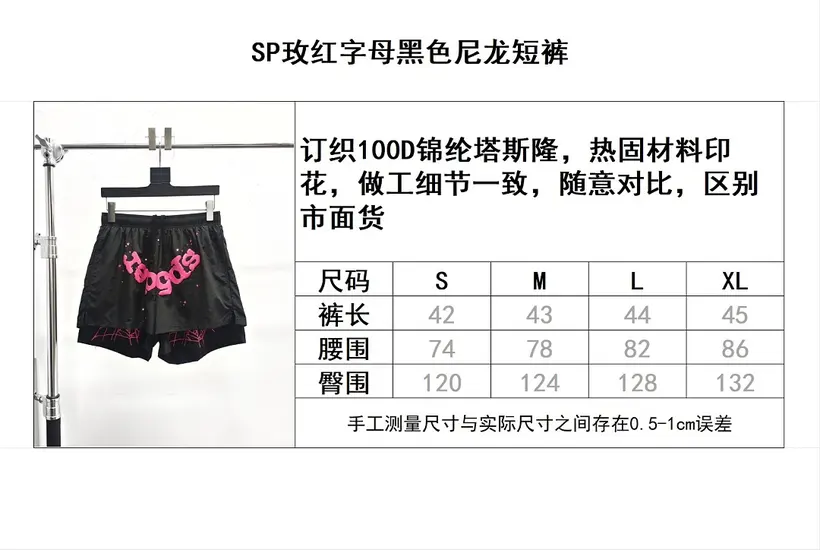 SP玫红字母黑色尼龙短裤
订织100D锦纶塔斯隆，热固材料印
花，做工细节一致，随意对比，区别
市面货
尺码 S M L XL
裤长 42 43 44 45
腰围 74 78 82 86
臀围 120 124 128 132
手工测量尺寸与实际尺寸之间存在0.5-1cm误差